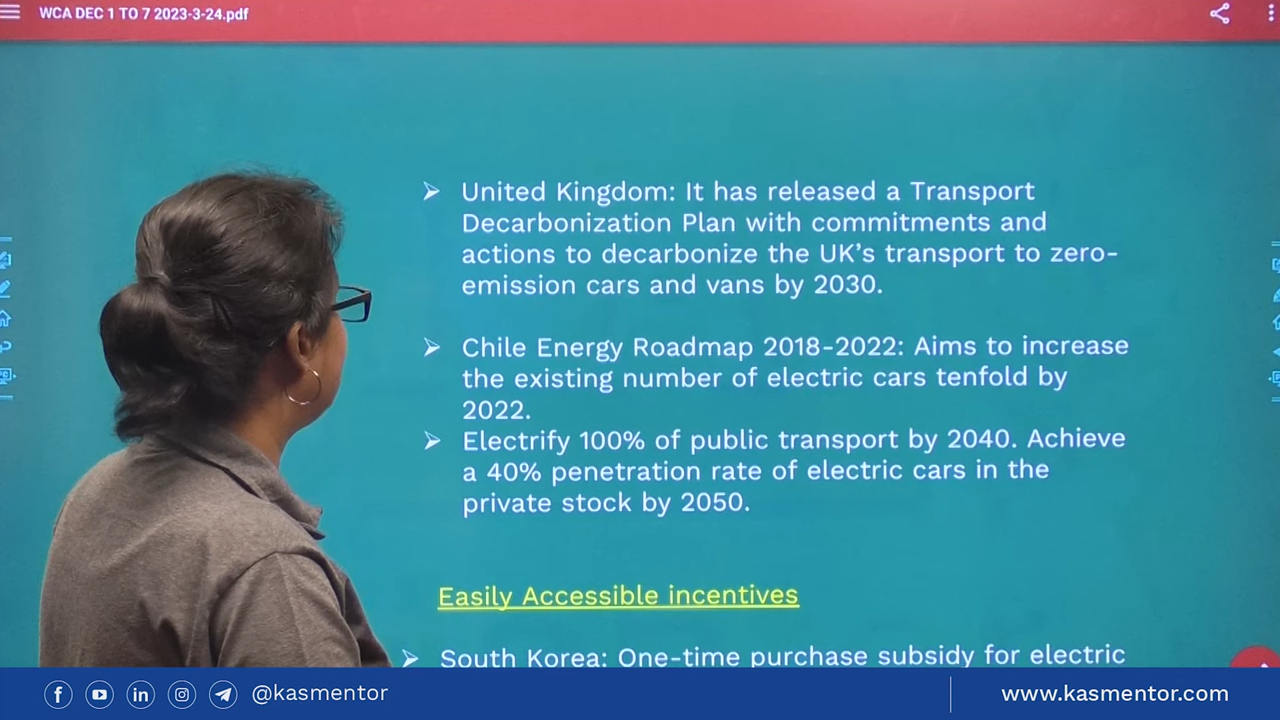 WCA DEC 1 TO 7 2023-3-24.pdf
➢ United Kingdom: It has released a Transport
Decarbonization Plan with commitments and
actions to decarbonize the UK's transport to zero-
emission cars and vans by 2030.
➢ Chile Energy Roadmap 2018-2022: Aims to increase
the existing number of electric cars tenfold by
2022.
➢ Electrify 100% of public transport by 2040. Achieve
a 40% penetration rate of electric cars in the
private stock by 2050.
Easily Accessible incentives
➢ South Korea: One-time purchase subsidy for electric
@kasmentor
www.kasmentor.com